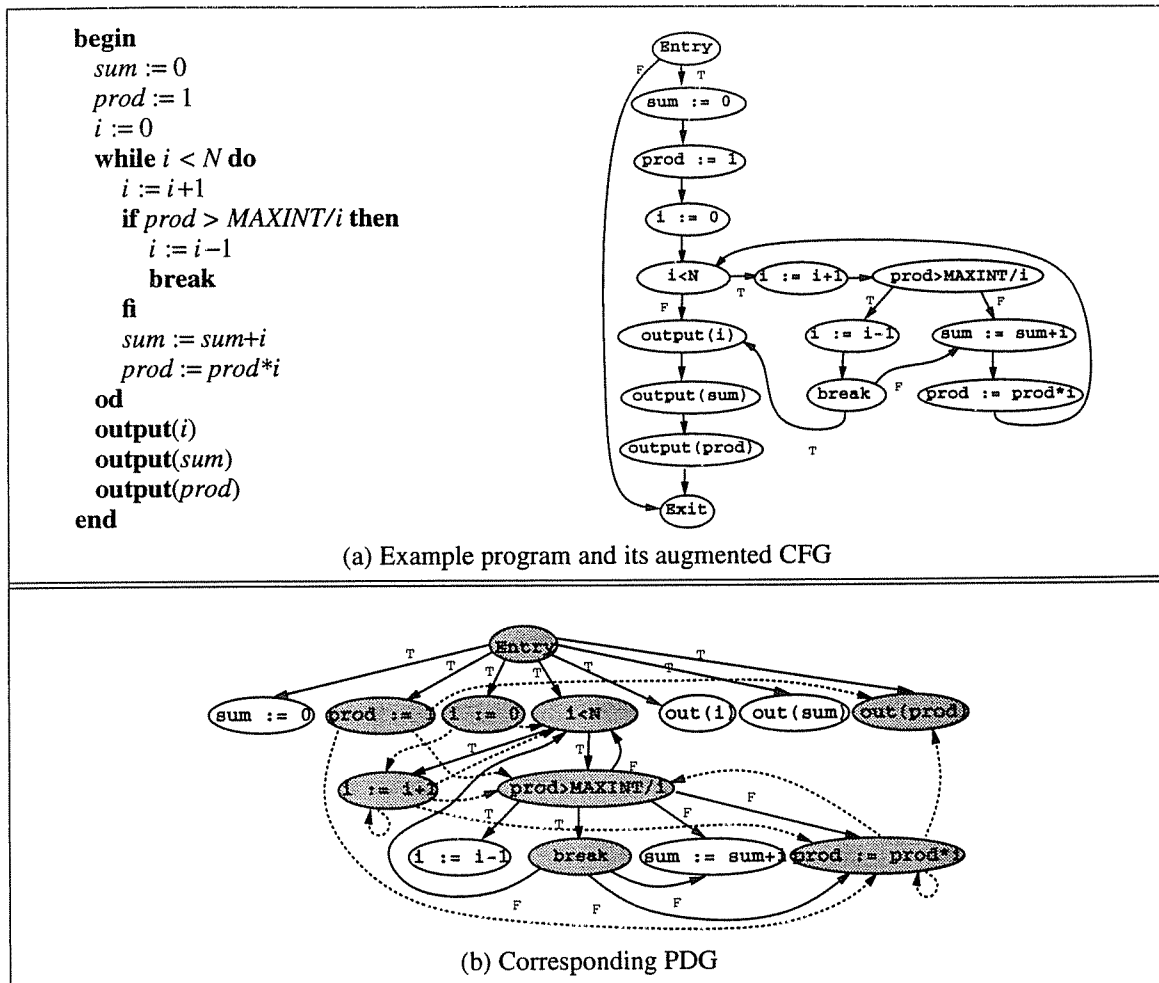 begin
sum := 0
prod := 1
i := 0
while i < N do
i := i+1
if prod > MAXINT/i then
i := i−1
break
fi
sum := sum+i
prod := prod*i
od
output(i)
output(sum)
output(prod)
end
Entry
F
T
sum := 0
prod := 1
i := 0
i<N
T
i := i+1
prod>MAXINT/i
F
T
F
output(i)
i := i-1
sum := sum+i
output(sum)
break
F
prod := prod*i
output(prod)
T
Exit
(a) Example program and its augmented CFG
Entry
T
T
T
T
T
T
T
sum := 0
prod := 1
i := 0
i<N
out(i)
out(sum)
out(prod)
T
T
F
i := i+1
prod>MAXINT/i
T
T
F
F
i := i-1
break
sum := sum+i
prod := prod*i
F
F
F
(b) Corresponding PDG